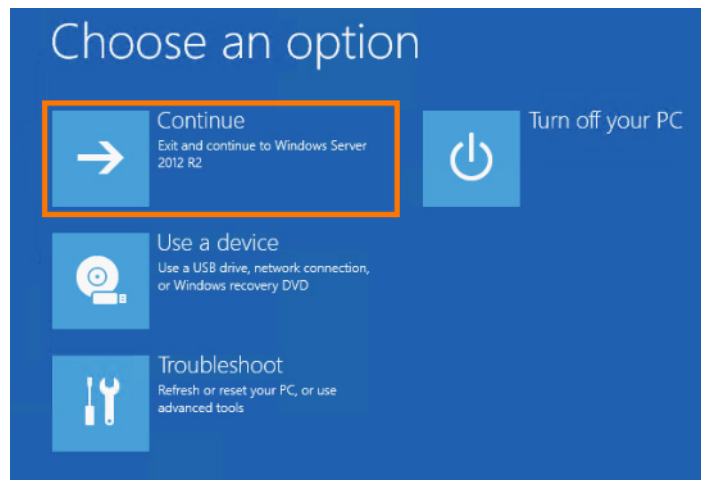 Choose an option
Continue
Exit and continue to Windows Server
2012 R2
Turn off your PC
Use a device
Use a USB drive, network connection,
or Windows recovery DVD
Troubleshoot
Refresh or reset your PC, or use
advanced tools